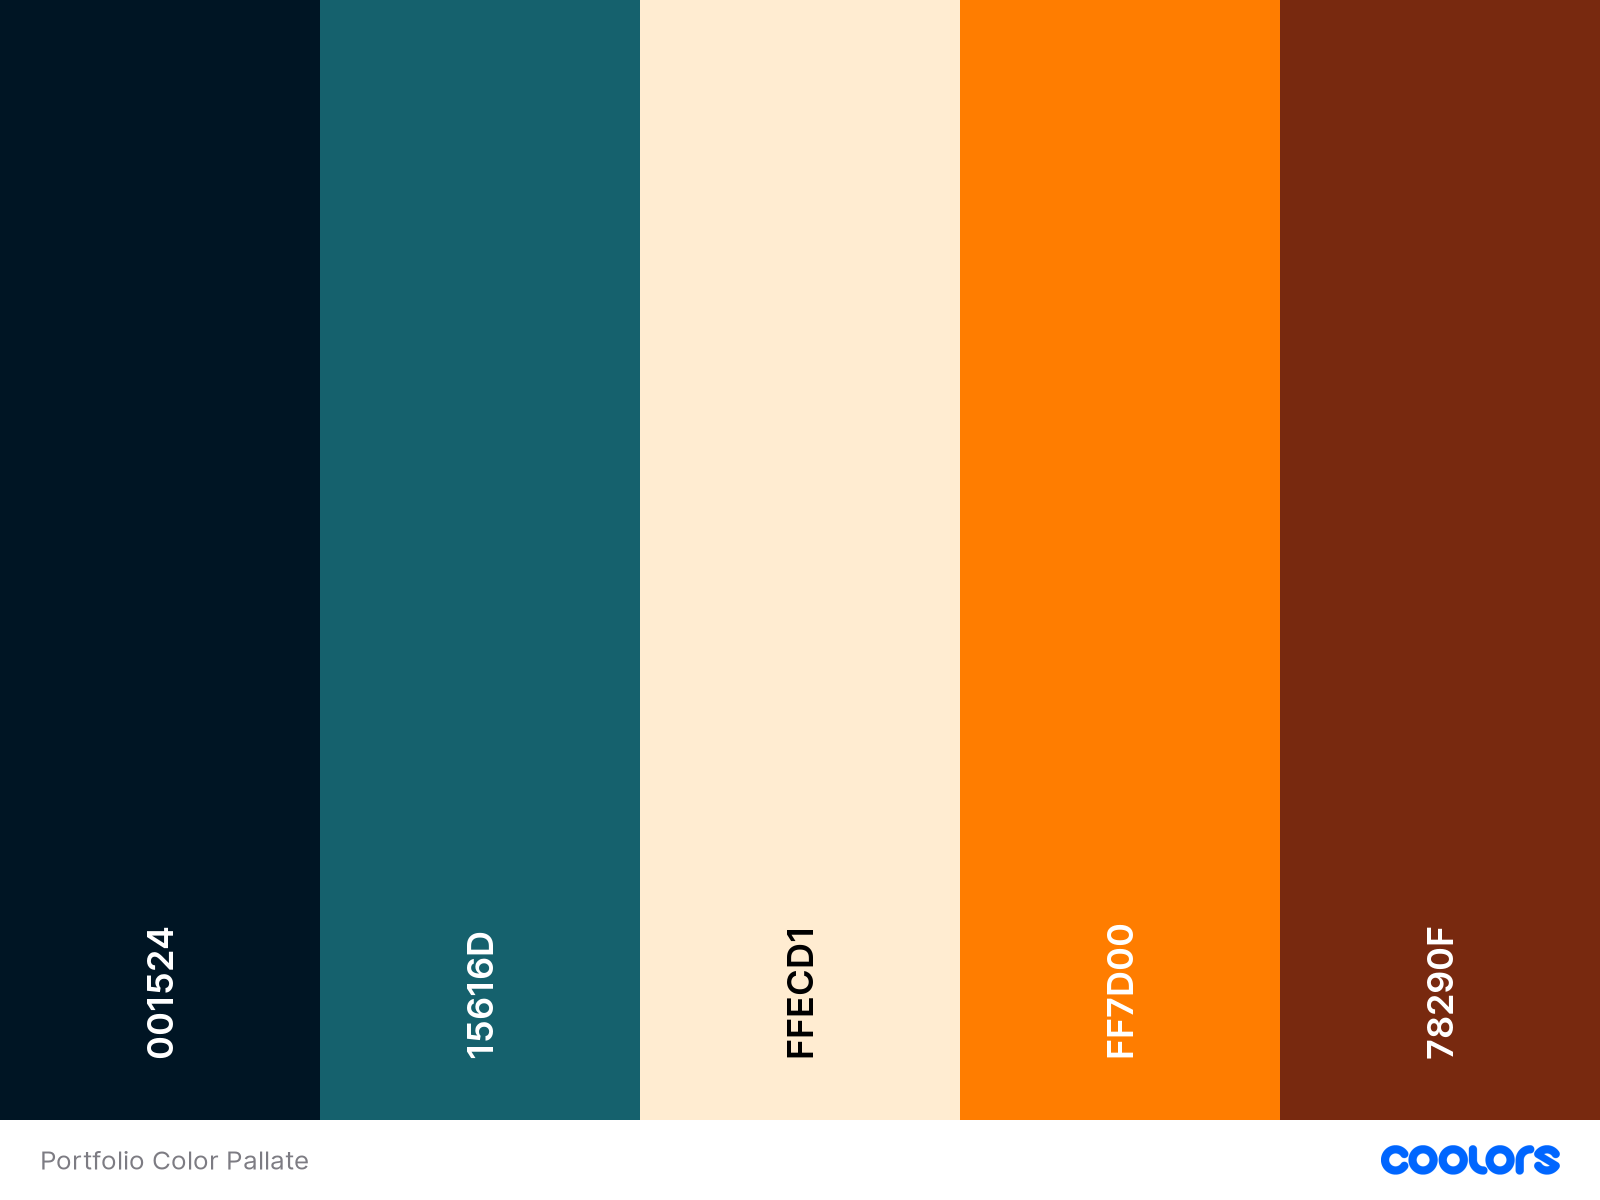 001524
15616D
FFECD1
FF7D00
78290F
Portfolio Color Pallate
coolors